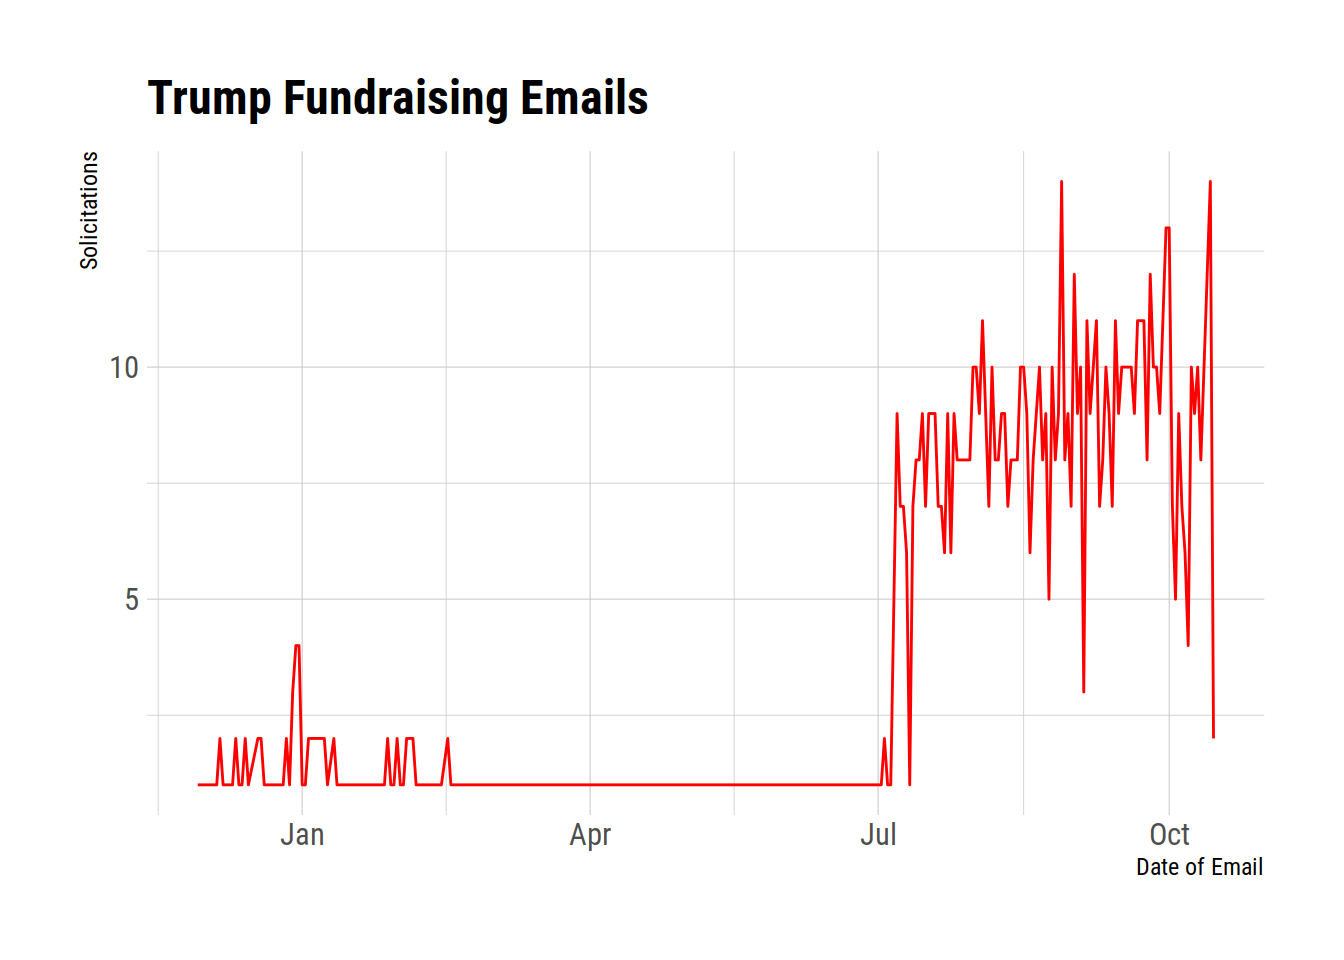 Trump Fundraising Emails
Solicitations
10
5
Jan Apr Jul Oct
Date of Email